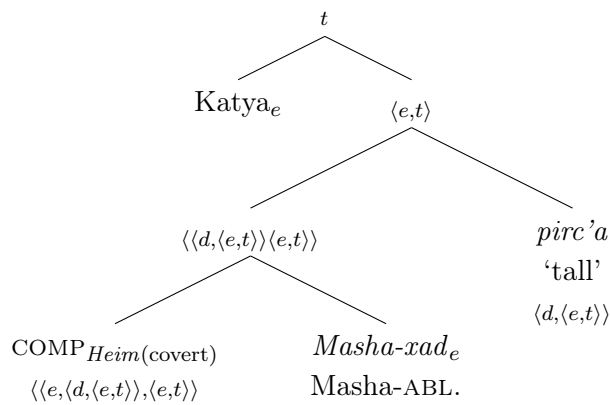 t
Katya_e
⟨e,t⟩
⟨⟨d,⟨e,t⟩⟩⟨e,t⟩⟩
pirc’a
‘tall’
⟨d,⟨e,t⟩⟩
COMP_Heim(covert)
⟨⟨e,⟨d,⟨e,t⟩⟩,⟨e,t⟩⟩
Masha-xad_e
Masha-ABL.